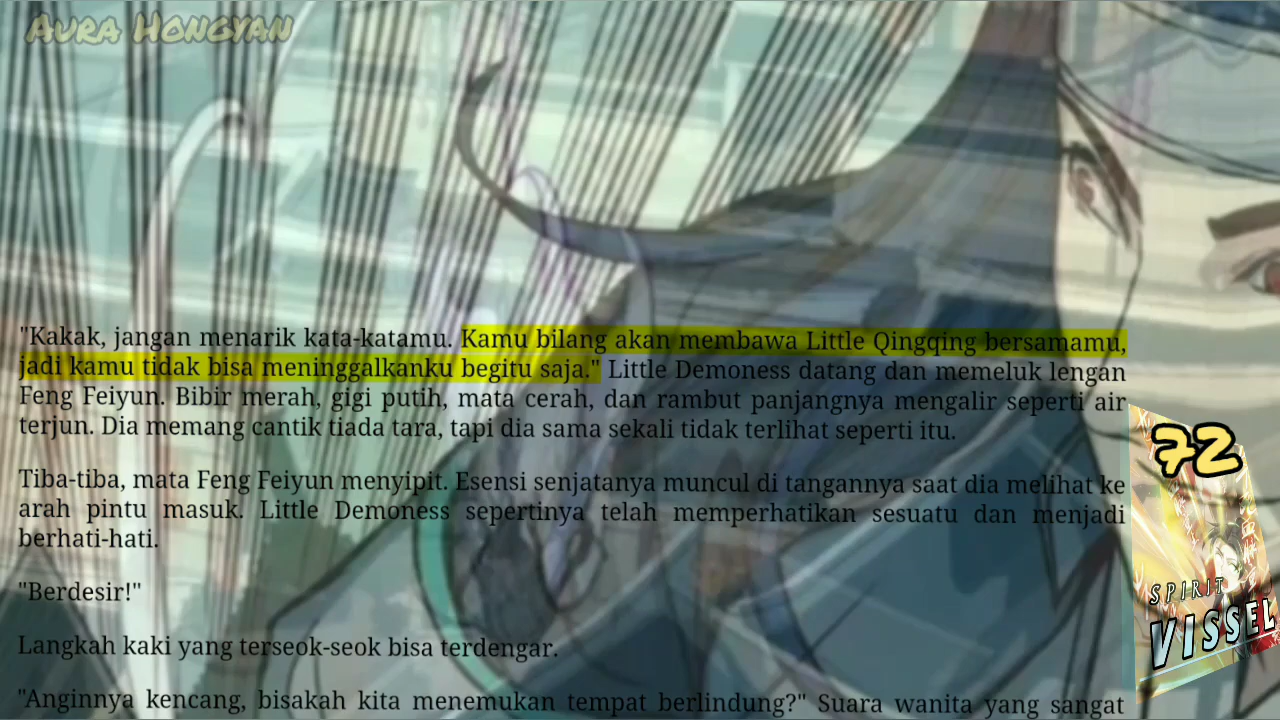 Aura Hongyan
"Kakak, jangan menarik kata-katamu. Kamu bilang akan membawa Little Qingqing bersamamu,
jadi kamu tidak bisa meninggalkanku begitu saja." Little Demoness datang dan memeluk lengan
Feng Feiyun. Bibir merah, gigi putih, mata cerah, dan rambut panjangnya mengalir seperti air
terjun. Dia memang cantik tiada tara, tapi dia sama sekali tidak terlihat seperti itu.
Tiba-tiba, mata Feng Feiyun menyipit. Esensi senjatanya muncul di tangannya saat dia melihat ke
arah pintu masuk. Little Demoness sepertinya telah memperhatikan sesuatu dan menjadi
berhati-hati.
"Berdesir!"
Langkah kaki yang terseok-seok bisa terdengar.
"Anginnya kencang, bisakah kita menemukan tempat berlindung?" Suara wanita yang sangat
72
SPIRIT
VISSEL